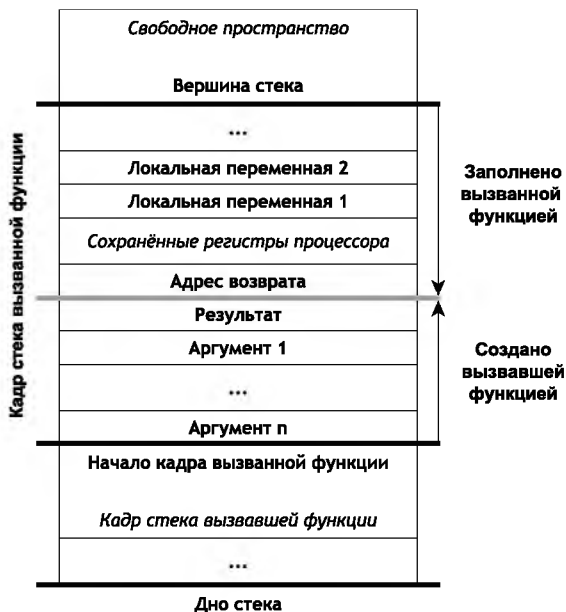 Свободное пространство
Вершина стека
...
Локальная переменная 2
Локальная переменная 1
Сохранённые регистры процессора
Адрес возврата
Результат
Аргумент 1
...
Аргумент n
Начало кадра вызванной функции
Кадр стека вызвавшей функции
...
Дно стека
Кадр стека вызванной функции
Заполнено
вызванной
функцией
Создано
вызвавшей
функцией